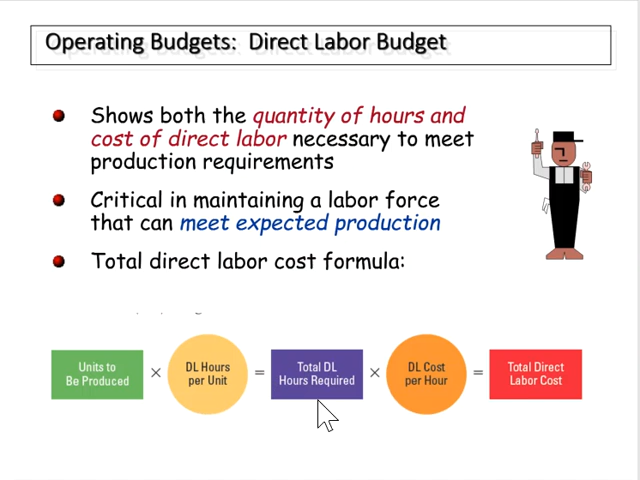 Operating Budgets: Direct Labor Budget
Shows both the quantity of hours and
cost of direct labor necessary to meet
production requirements
Critical in maintaining a labor force
that can meet expected production
Total direct labor cost formula:
Units to
Be Produced
×
DL Hours
per Unit
=
Total DL
Hours Required
×
DL Cost
per Hour
=
Total Direct
Labor Cost